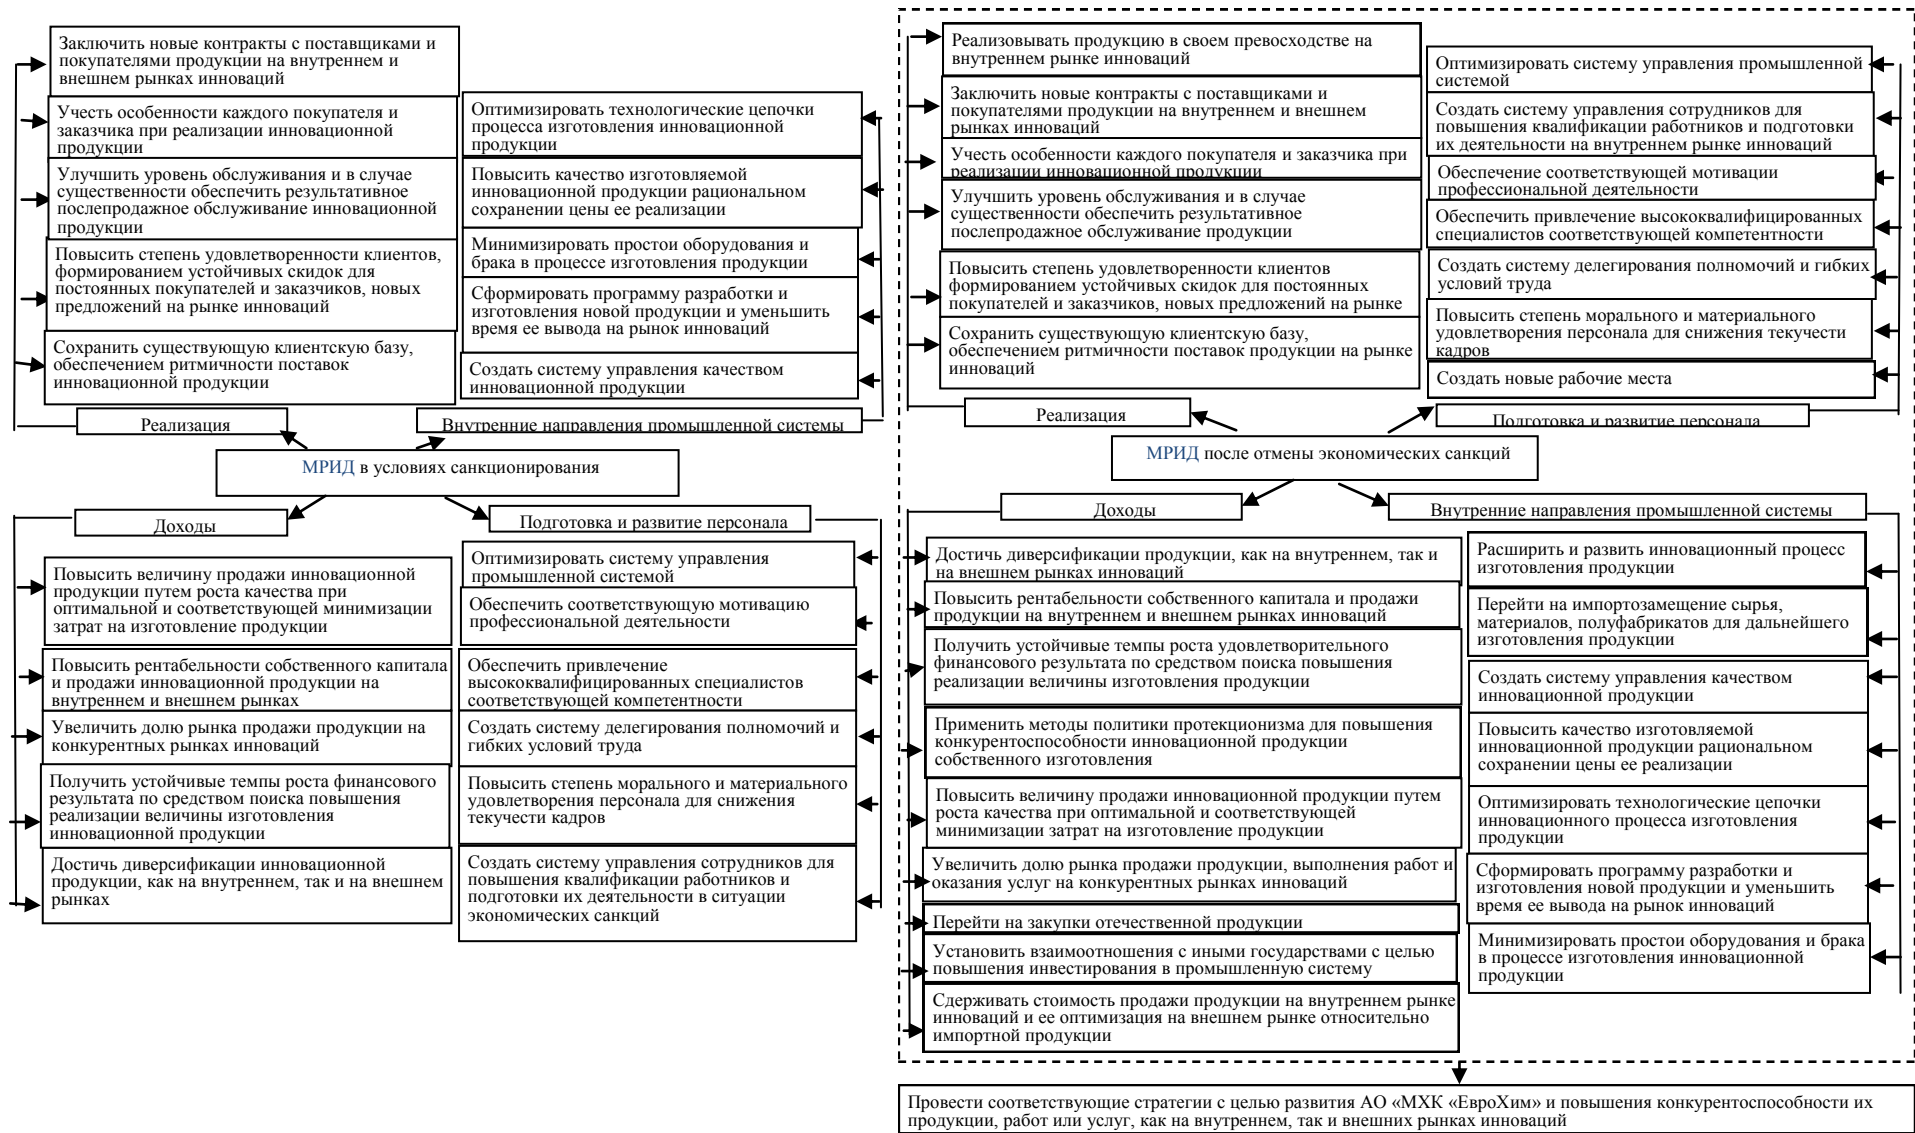 Заключить новые контракты с поставщиками и
покупателями продукции на внутреннем и
внешнем рынках инноваций
Учесть особенности каждого покупателя и
заказчика при реализации инновационной
продукции
Улучшить уровень обслуживания и в случае
существенности обеспечить результативное
послепродажное обслуживание инновационной
продукции
Повысить степень удовлетворенности клиентов,
формированием устойчивых скидок для
постоянных покупателей и заказчиков, новых
предложений на рынке инноваций
Сохранить существующую клиентскую базу,
обеспечением ритмичности поставок
инновационной продукции
Реализация
Оптимизировать технологические цепочки
процесса изготовления инновационной
продукции
Повысить качество изготовляемой
инновационной продукции рациональном
сохранении цены ее реализации
Минимизировать простои оборудования и
брака в процессе изготовления продукции
Сформировать программу разработки и
изготовления новой продукции и уменьшить
время ее вывода на рынок инноваций
Создать систему управления качеством
инновационной продукции
Внутренние направления промышленной системы
МРИД в условиях санкционирования
Доходы
Повысить величину продажи инновационной
продукции путем роста качества при
оптимальной и соответствующей минимизации
затрат на изготовление продукции
Повысить рентабельности собственного капитала
и продажи инновационной продукции на
внутреннем и внешнем рынках
Увеличить долю рынка продажи продукции на
конкурентных рынках инноваций
Получить устойчивые темпы роста финансового
результата по средством поиска повышения
реализации величины изготовления
инновационной продукции
Достичь диверсификации инновационной
продукции, как на внутреннем, так и на внешнем
рынках
Подготовка и развитие персонала
Оптимизировать систему управления
промышленной системой
Обеспечить соответствующую мотивацию
профессиональной деятельности
Обеспечить привлечение
высококвалифицированных специалистов
соответствующей компетентности
Создать систему делегирования полномочий и
гибких условий труда
Повысить степень морального и материального
удовлетворения персонала для снижения
текучести кадров
Создать систему управления сотрудников для
повышения квалификации работников и
подготовки их деятельности в ситуации
экономических санкций
Реализовывать продукцию в своем превосходстве на
внутреннем рынке инноваций
Заключить новые контракты с поставщиками и
покупателями продукции на внутреннем и внешнем
рынках инноваций
Учесть особенности каждого покупателя и заказчика при
реализации инновационной продукции
Улучшить уровень обслуживания и в случае
существенности обеспечить результативное
послепродажное обслуживание продукции
Повысить степень удовлетворенности клиентов
формированием устойчивых скидок для постоянных
покупателей и заказчиков, новых предложений на рынке
Сохранить существующую клиентскую базу,
обеспечением ритмичности поставок продукции на рынке
инноваций
Реализация
Оптимизировать систему управления промышленной
системой
Создать систему управления сотрудников для
повышения квалификации работников и подготовки
их деятельности на внутреннем рынке инноваций
Обеспечение соответствующей мотивации
профессиональной деятельности
Обеспечить привлечение высококвалифицированных
специалистов соответствующей компетентности
Создать систему делегирования полномочий и гибких
условий труда
Повысить степень морального и материального
удовлетворения персонала для снижения текучести
кадров
Создать новые рабочие места
Подготовка и развитие персонала
МРИД после отмены экономических санкций
Доходы
Достичь диверсификации продукции, как на внутреннем, так и
на внешнем рынках инноваций
Повысить рентабельности собственного капитала и продажи
продукции на внутреннем и внешнем рынках инноваций
Получить устойчивые темпы роста удовлетворительного
финансового результата по средством поиска повышения
реализации величины изготовления продукции
Применить методы политики протекционизма для повышения
конкурентоспособности инновационной продукции
собственного изготовления
Повысить величину продажи инновационной продукции путем
роста качества при оптимальной и соответствующей
минимизации затрат на изготовление продукции
Увеличить долю рынка продажи продукции, выполнения работ и
оказания услуг на конкурентных рынках инноваций
Перейти на закупки отечественной продукции
Установить взаимоотношения с иными государствами с целью
повышения инвестирования в промышленную систему
Сдерживать стоимость продажи продукции на внутреннем рынке
инноваций и ее оптимизация на внешнем рынке относительно
импортной продукции
Внутренние направления промышленной системы
Расширить и развить инновационный процесс
изготовления продукции
Перейти на импортозамещение сырья,
материалов, полуфабрикатов для дальнейшего
изготовления продукции
Создать систему управления качеством
инновационной продукции
Повысить качество изготовляемой
инновационной продукции рациональном
сохранении цены ее реализации
Оптимизировать технологические цепочки
инновационного процесса изготовления
продукции
Сформировать программу разработки и
изготовления новой продукции и уменьшить
время ее вывода на рынок инноваций
Минимизировать простои оборудования и брака
в процессе изготовления инновационной
продукции
Провести соответствующие стратегии с целью развития АО «МХК «ЕвроХим» и повышения конкурентоспособности их
продукции, работ или услуг, как на внутреннем, так и внешних рынках инноваций